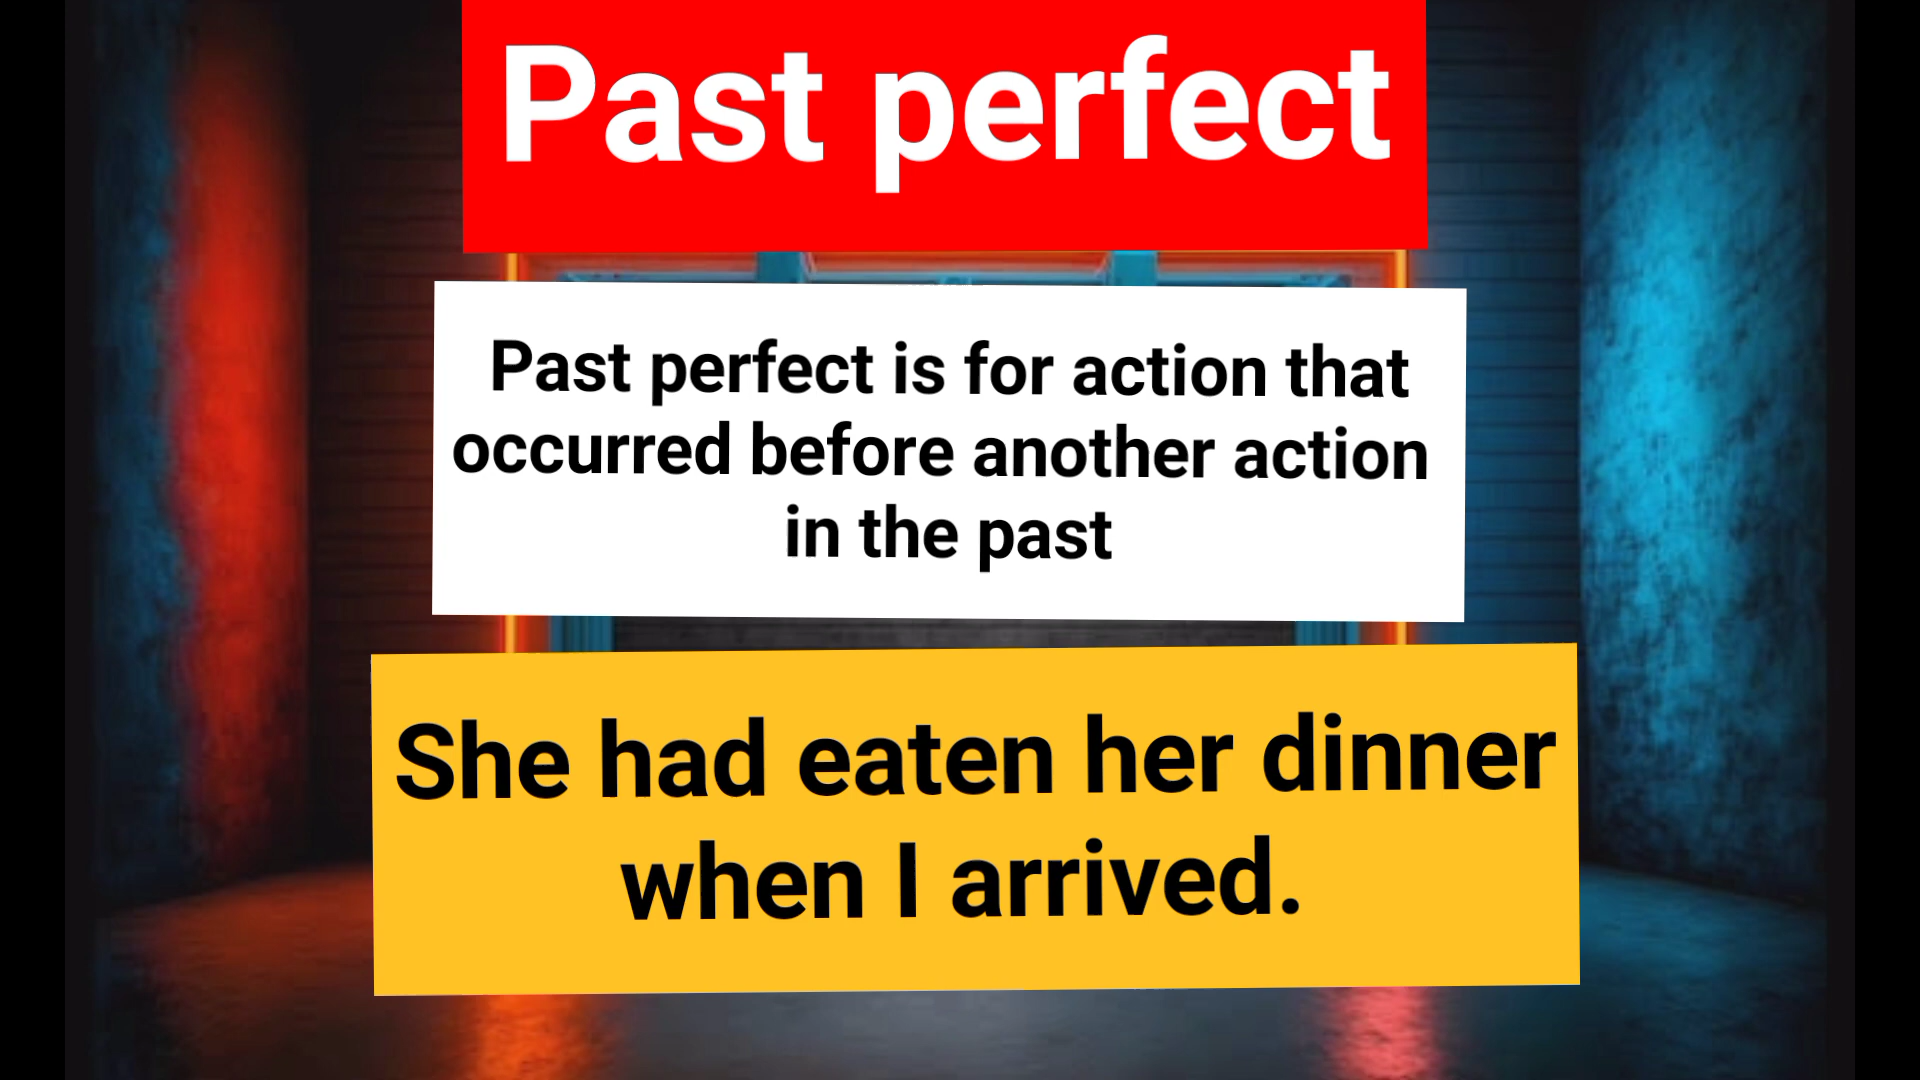 Past perfect
Past perfect is for action that
occurred before another action
in the past
She had eaten her dinner
when I arrived.